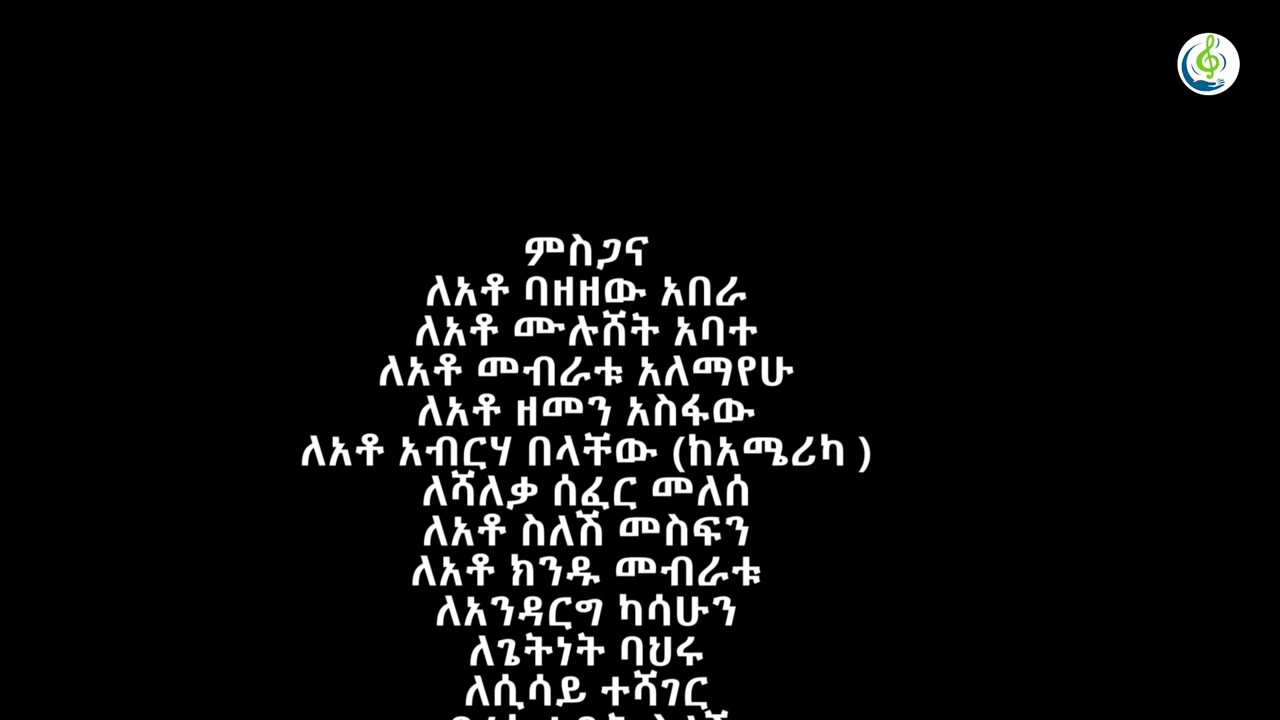 ምስጋና
ለአቶ ባዘዘው አበራ
ለአቶ ሙሉሸት አባተ
ለአቶ መብራቱ አለማየሁ
ለአቶ ዘመን አስፋው
ለአቶ አብርሃ በላቸው (ከአሜሪካ )
ለሻለቃ ሰፈር መለሰ
ለአቶ ስለሽ መስፍን
ለአቶ ክንዱ መብራቱ
ለአንዳርግ ካሳሁን
ለጌትነት ባህሩ
ለሲሳይ ተሻገር